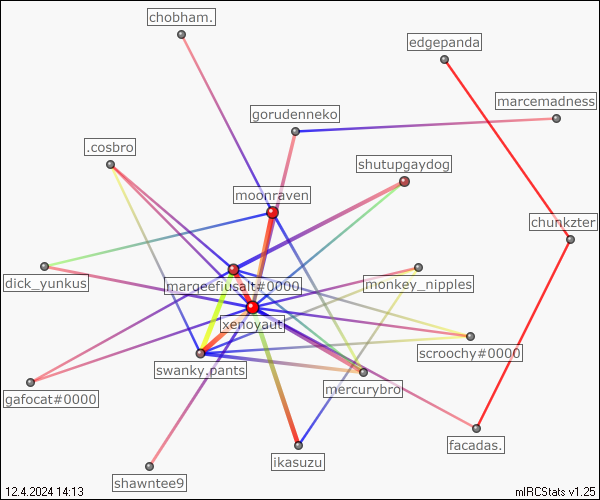 chobham.
edgepanda
marcemadness
gorudenneko
.cosbro
shutupgaydog
moonraven
chunkzter
dick_yunkus
marqeefiusalt#0000
monkey_nipples
xenoyaut
scroochy#0000
swanky.pants
mercurybro
gafocat#0000
facadas.
ikasuzu
shawntee9
12.4.2024 14:13
mIRCStats v1.25